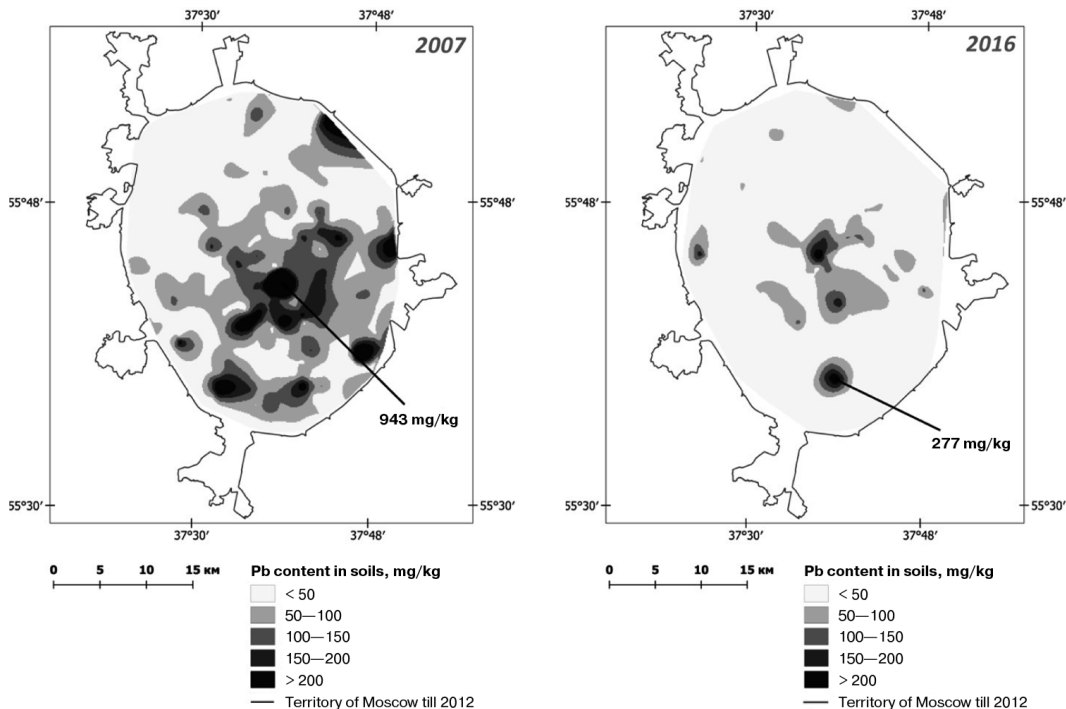 37°30′ 37°48′
2007
55°48′ 55°48′
943 mg/kg
55°30′ 55°30′
37°30′ 37°48′
0 5 10 15 км
Pb content in soils, mg/kg
< 50
50—100
100—150
150—200
> 200
Territory of Moscow till 2012
37°30′ 37°48′
2016
55°48′ 55°48′
277 mg/kg
55°30′ 55°30′
37°30′ 37°48′
0 5 10 15 км
Pb content in soils, mg/kg
< 50
50—100
100—150
150—200
> 200
Territory of Moscow till 2012